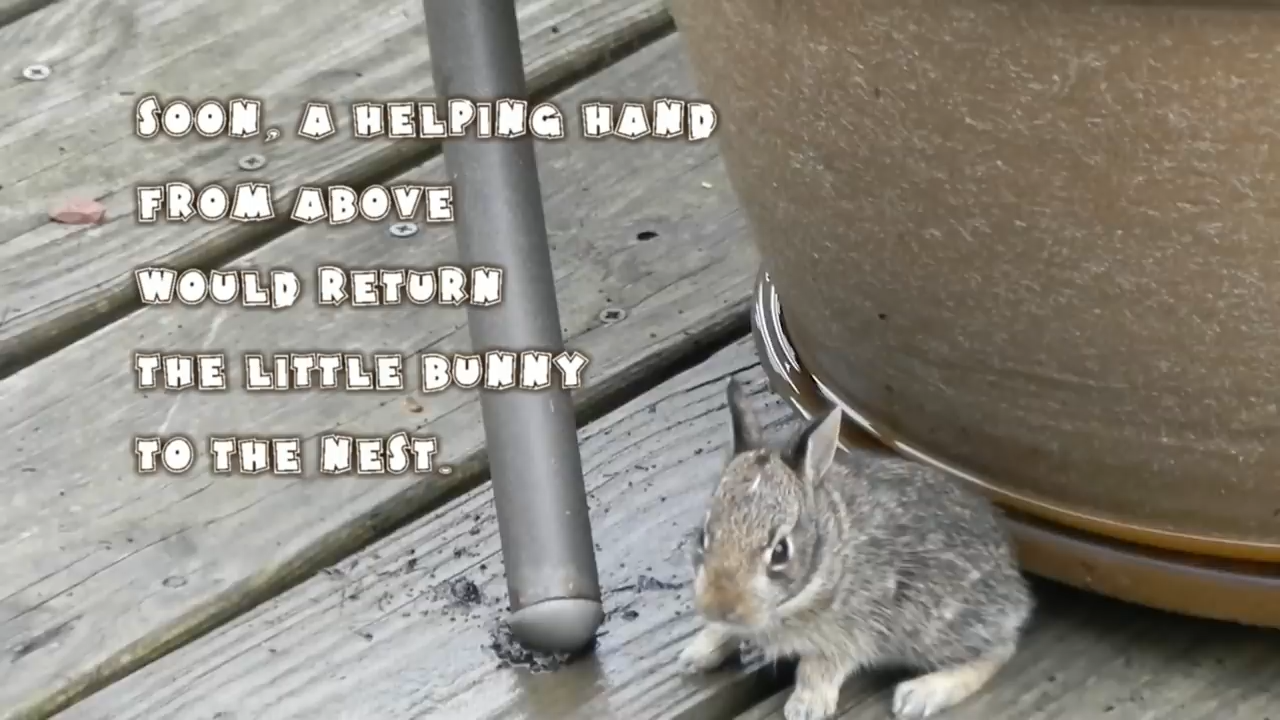 SOON, A HELPING HAND
FROM ABOVE
WOULD RETURN
THE LITTLE BUNNY
TO THE NEST.